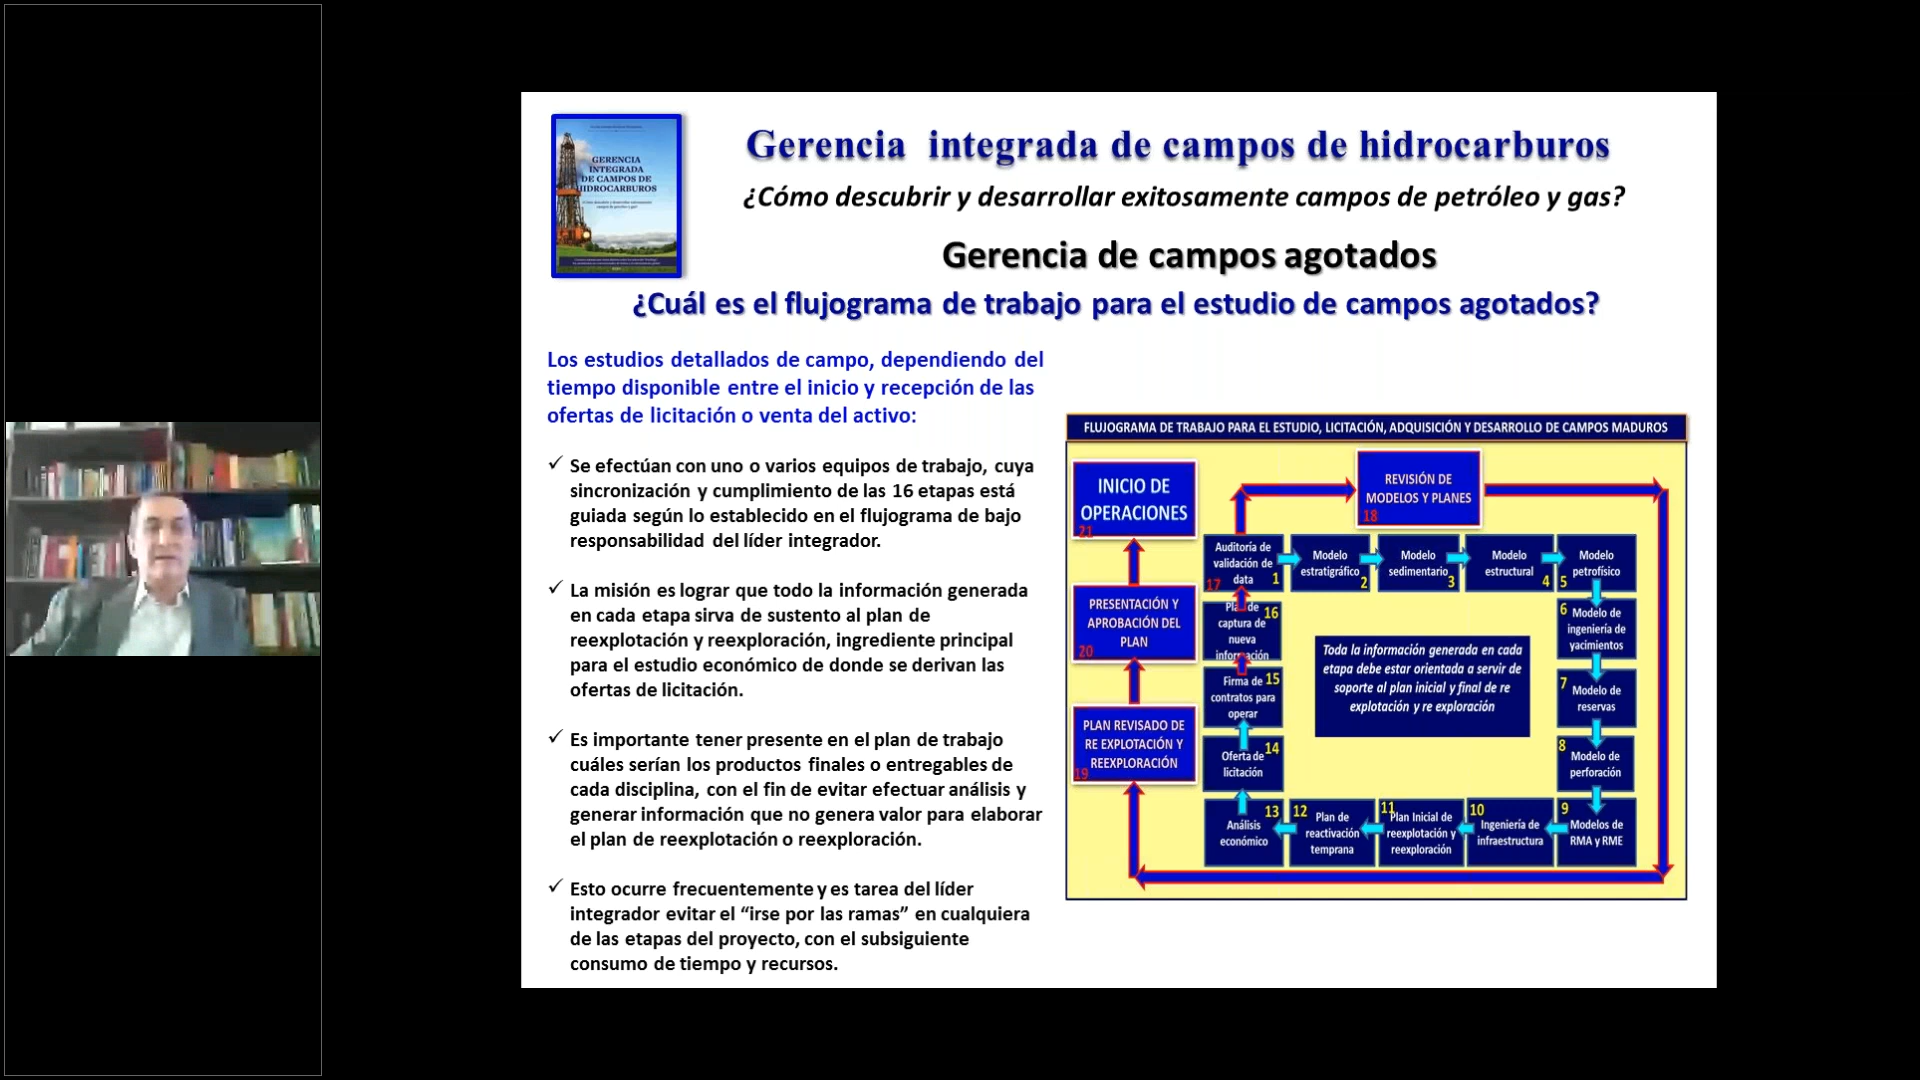 GERENCIA
INTEGRADA
DE CAMPOS DE
HIDROCARBUROS
Gerencia integrada de campos de hidrocarburos
¿Cómo descubrir y desarrollar exitosamente campos de petróleo y gas?
Gerencia de campos agotados
¿Cuál es el flujograma de trabajo para el estudio de campos agotados?
Los estudios detallados de campo, dependiendo del
tiempo disponible entre el inicio y recepción de las
ofertas de licitación o venta del activo:
✓ Se efectúan con uno o varios equipos de trabajo, cuya
sincronización y cumplimiento de las 16 etapas está
guiada según lo establecido en el flujograma de bajo
responsabilidad del líder integrador.
✓ La misión es lograr que todo la información generada
en cada etapa sirva de sustento al plan de
reexplotación y reexploración, ingrediente principal
para el estudio económico de donde se derivan las
ofertas de licitación.
✓ Es importante tener presente en el plan de trabajo
cuáles serían los productos finales o entregables de
cada disciplina, con el fin de evitar efectuar análisis y
generar información que no genera valor para elaborar
el plan de reexplotación o reexploración.
✓ Esto ocurre frecuentemente y es tarea del líder
integrador evitar el “irse por las ramas” en cualquiera
de las etapas del proyecto, con el subsiguiente
consumo de tiempo y recursos.
FLUJOGRAMA DE TRABAJO PARA EL ESTUDIO, LICITACIÓN, ADQUISICIÓN Y DESARROLLO DE CAMPOS MADUROS
INICIO DE
OPERACIONES
21
REVISIÓN DE
MODELOS Y PLANES
18
Auditoría de
validación de
data
17
1
Modelo
estratigráfico
2
Modelo
sedimentario
3
Modelo
estructural
4
Modelo
petrofísico
5
PRESENTACIÓN Y
APROBACIÓN DEL
PLAN
20
Plan de
captura de
nueva
información
16
6
Modelo de
ingeniería de
yacimientos
Toda la información generada en cada
etapa debe estar orientada a servir de
soporte al plan inicial y final de re
explotación y re exploración
Firma de
contratos para
operar
15
7
Modelo de
reservas
PLAN REVISADO DE
RE EXPLOTACIÓN Y
REEXPLORACIÓN
19
Oferta de
licitación
14
8
Modelo de
perforación
13
Análisis
económico
12
Plan de
reactivación
temprana
11
Plan Inicial de
reexplotación y
reexploración
10
Ingeniería de
infraestructura
9
Modelos de
RMA y RME